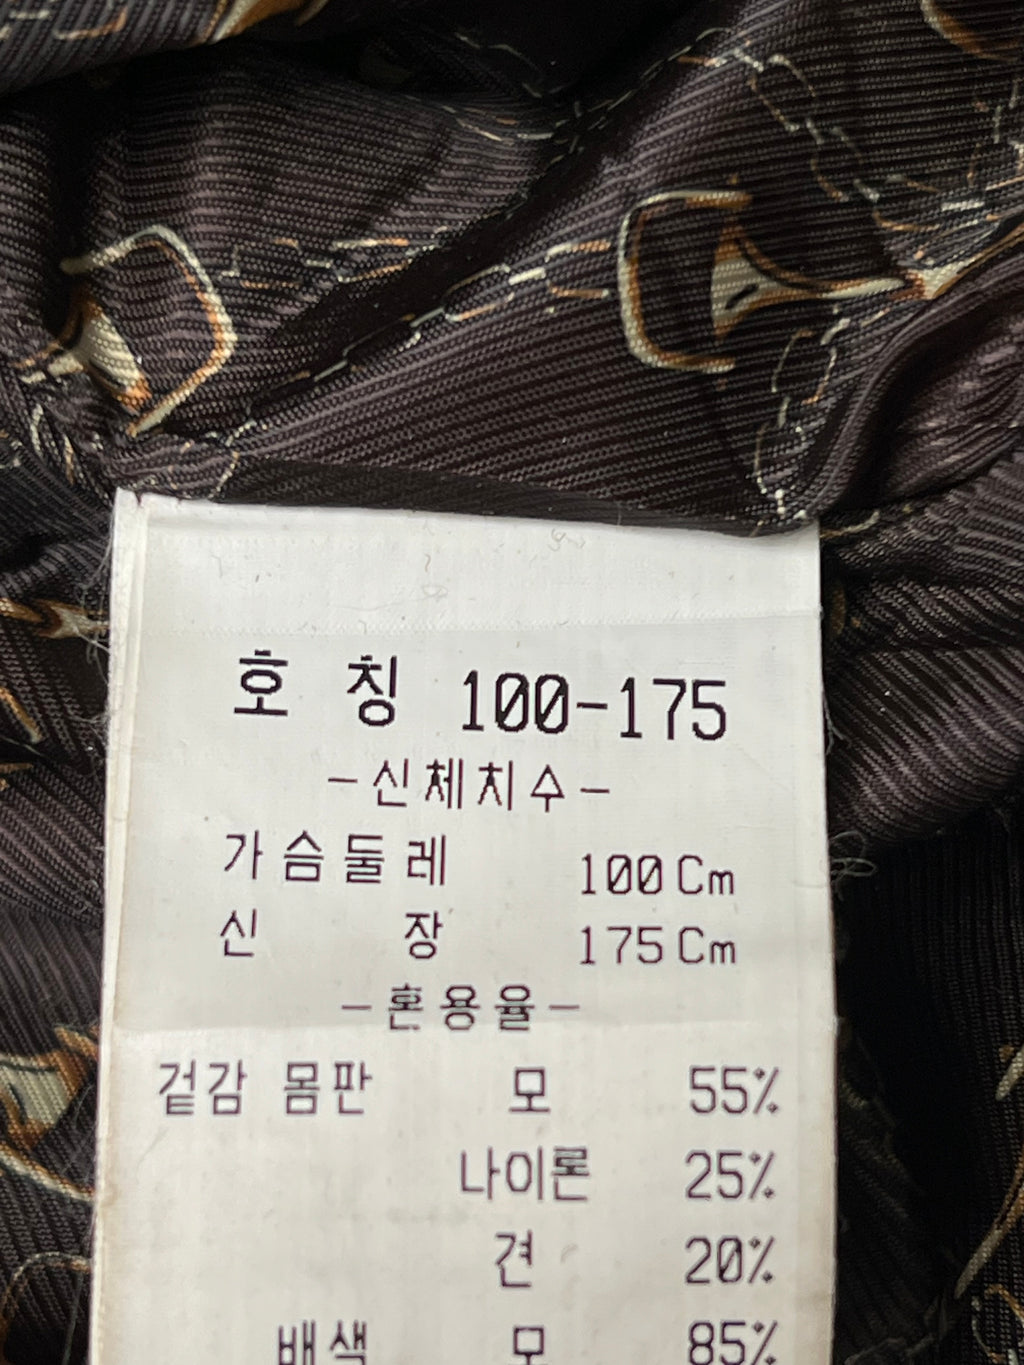 호 칭 100-175
-신체치수-
가슴둘레 100Cm
신 장 175Cm
-혼용율-
겉감 몸판 모 55%
나이론 25%
견 20%
배색 모 85%